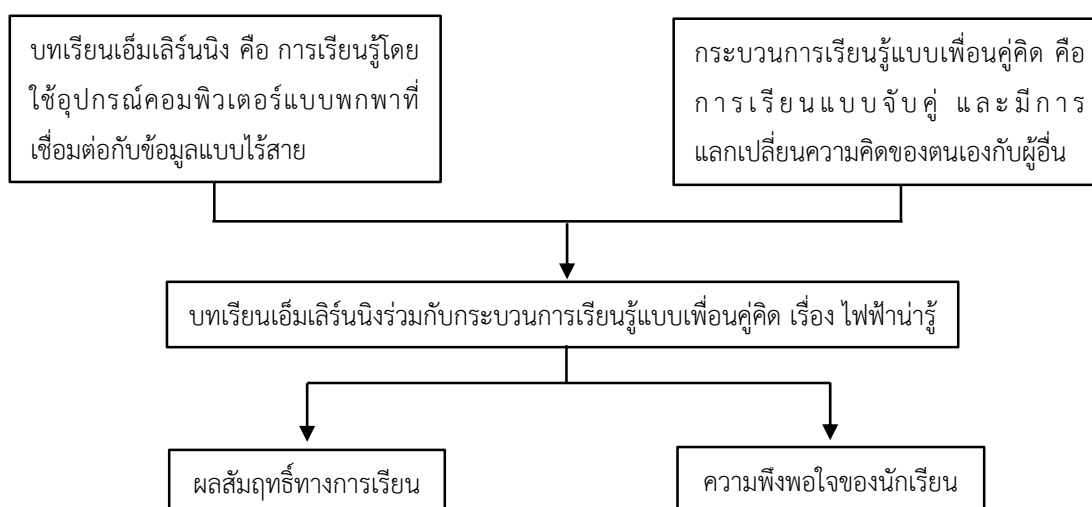 บทเรียนเอ็มเลิร์นนิง คือ การเรียนรู้โดย
ใช้อุปกรณ์คอมพิวเตอร์แบบพกพาที่
เชื่อมต่อกับข้อมูลแบบไร้สาย
กระบวนการเรียนรู้แบบเพื่อนคู่คิด คือ
การเรียนแบบจับคู่ และมีการ
แลกเปลี่ยนความคิดของตนเองกับผู้อื่น
บทเรียนเอ็มเลิร์นนิงร่วมกับกระบวนการเรียนรู้แบบเพื่อนคู่คิด เรื่อง ไฟฟ้าน่ารู้
ผลสัมฤทธิ์ทางการเรียน
ความพึงพอใจของนักเรียน